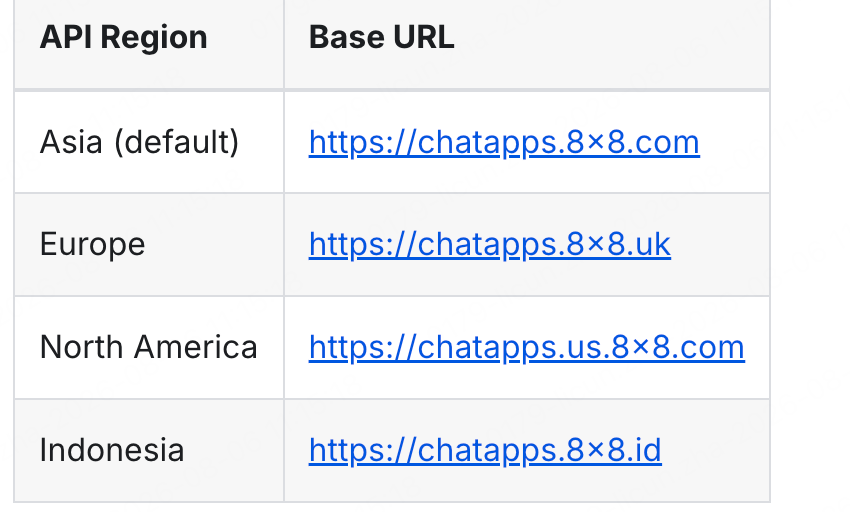 API Region Base URL
Asia (default) https://chatapps.8×8.com
Europe https://chatapps.8×8.uk
North America https://chatapps.us.8×8.com
Indonesia https://chatapps.8×8.id